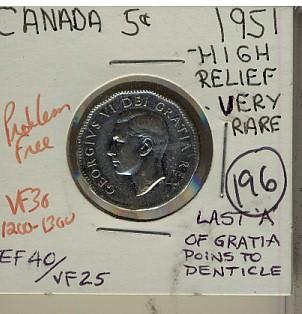 CANADA 5¢ 1951
-HIGH
RELIEF
- VERY
RARE
Problem
Free
GEORGIVS VI DEI GRATIA REX
VF30
1200-1300
EF40/
VF25
196
LAST A
OF GRATIA
POINS TO
DENTICLE